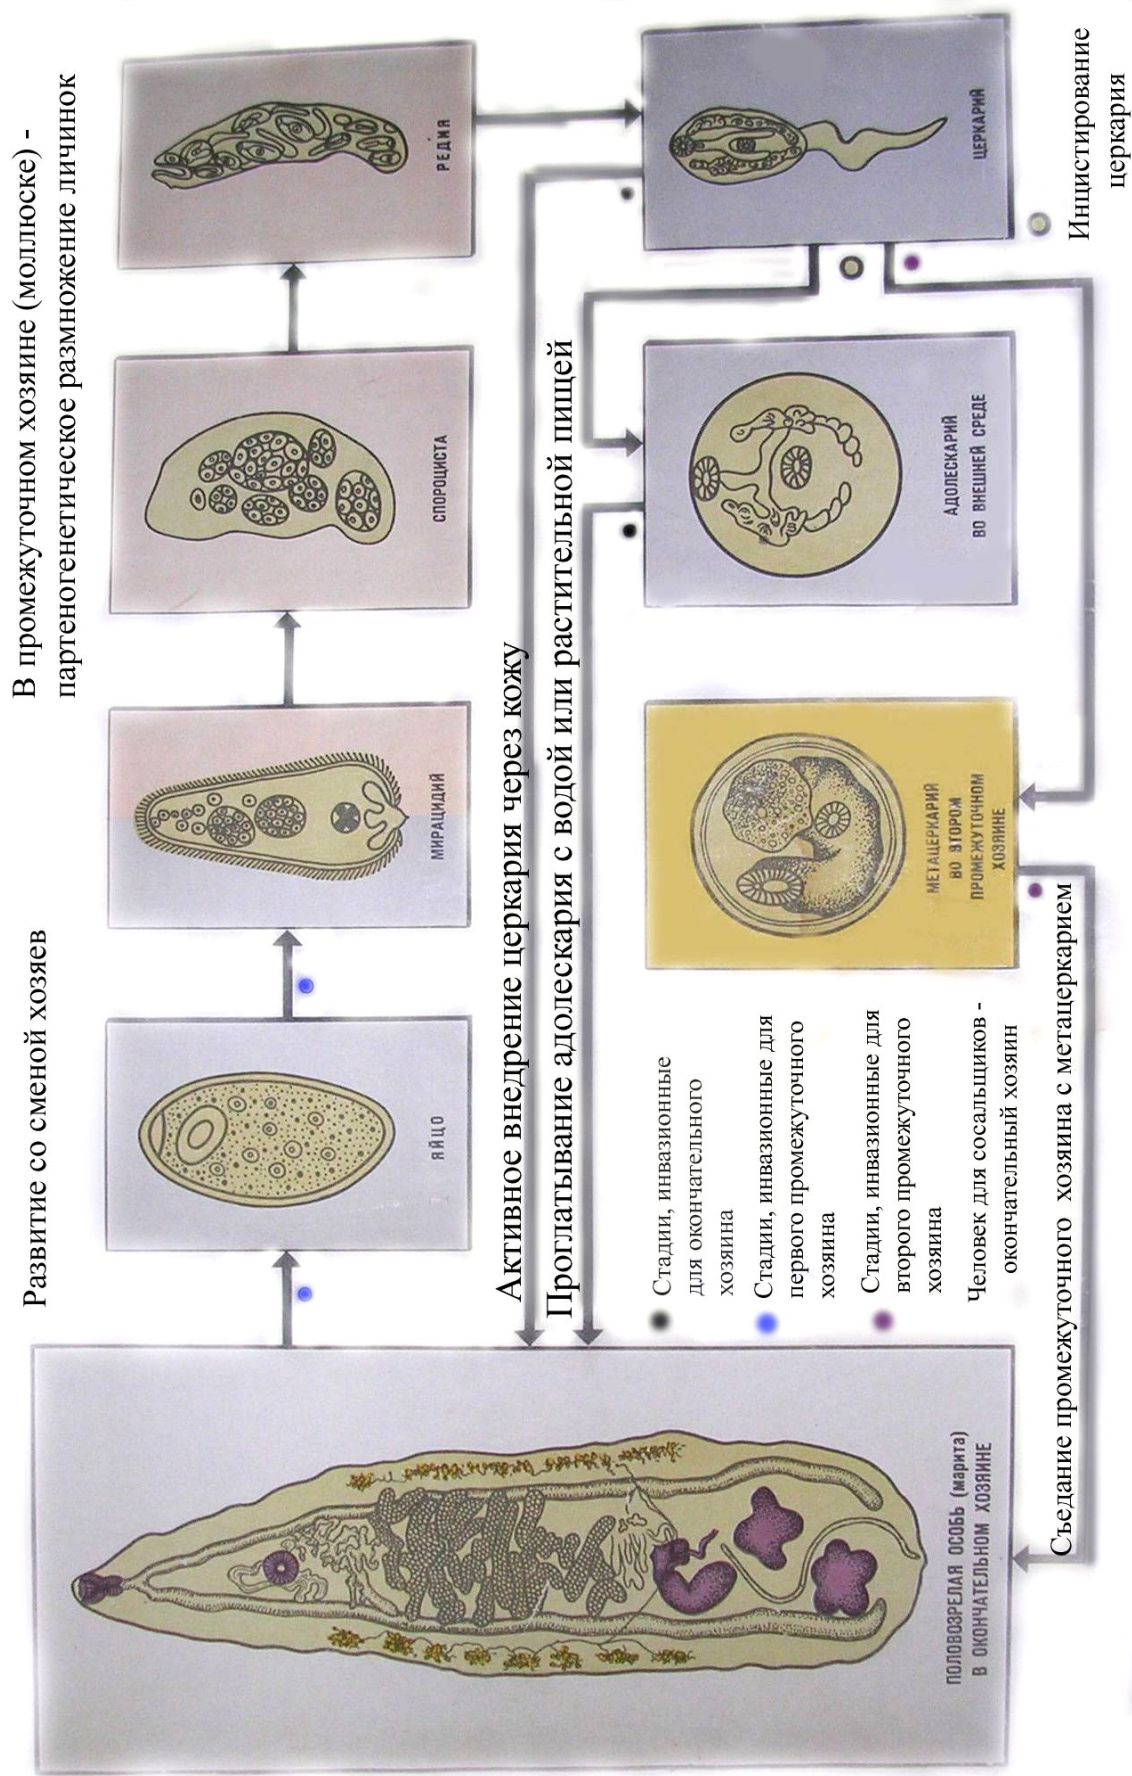 Развитие со сменой хозяев
В промежуточном хозяине (моллюске) -
партеногенетическое размножение личинок
ЯЙЦО
МИРАЦИДИЙ
СПОРОЦИСТА
РЕДИЯ
Активное внедрение церкария через кожу
Проглатывание адолескария с водой или растительной пищей
ПОЛОВОЗРЕЛАЯ ОСОБЬ (марита)
В ОКОНЧАТЕЛЬНОМ ХОЗЯИНЕ
Стадии, инвазионные
для окончательного
хозяина
Стадии, инвазионные для
первого промежуточного
хозяина
Стадии, инвазионные для
второго промежуточного
хозяина
Человек для сосальщиков -
окончательный хозяин
МЕТАЦЕРКАРИЙ
ВО ВТОРОМ
ПРОМЕЖУТОЧНОМ
ХОЗЯИНЕ
АДОЛЕСКАРИЙ
ВО ВНЕШНЕЙ СРЕДЕ
ЦЕРКАРИЙ
Инцистирование
церкария
Съедание промежуточного хозяина с метацеркарием